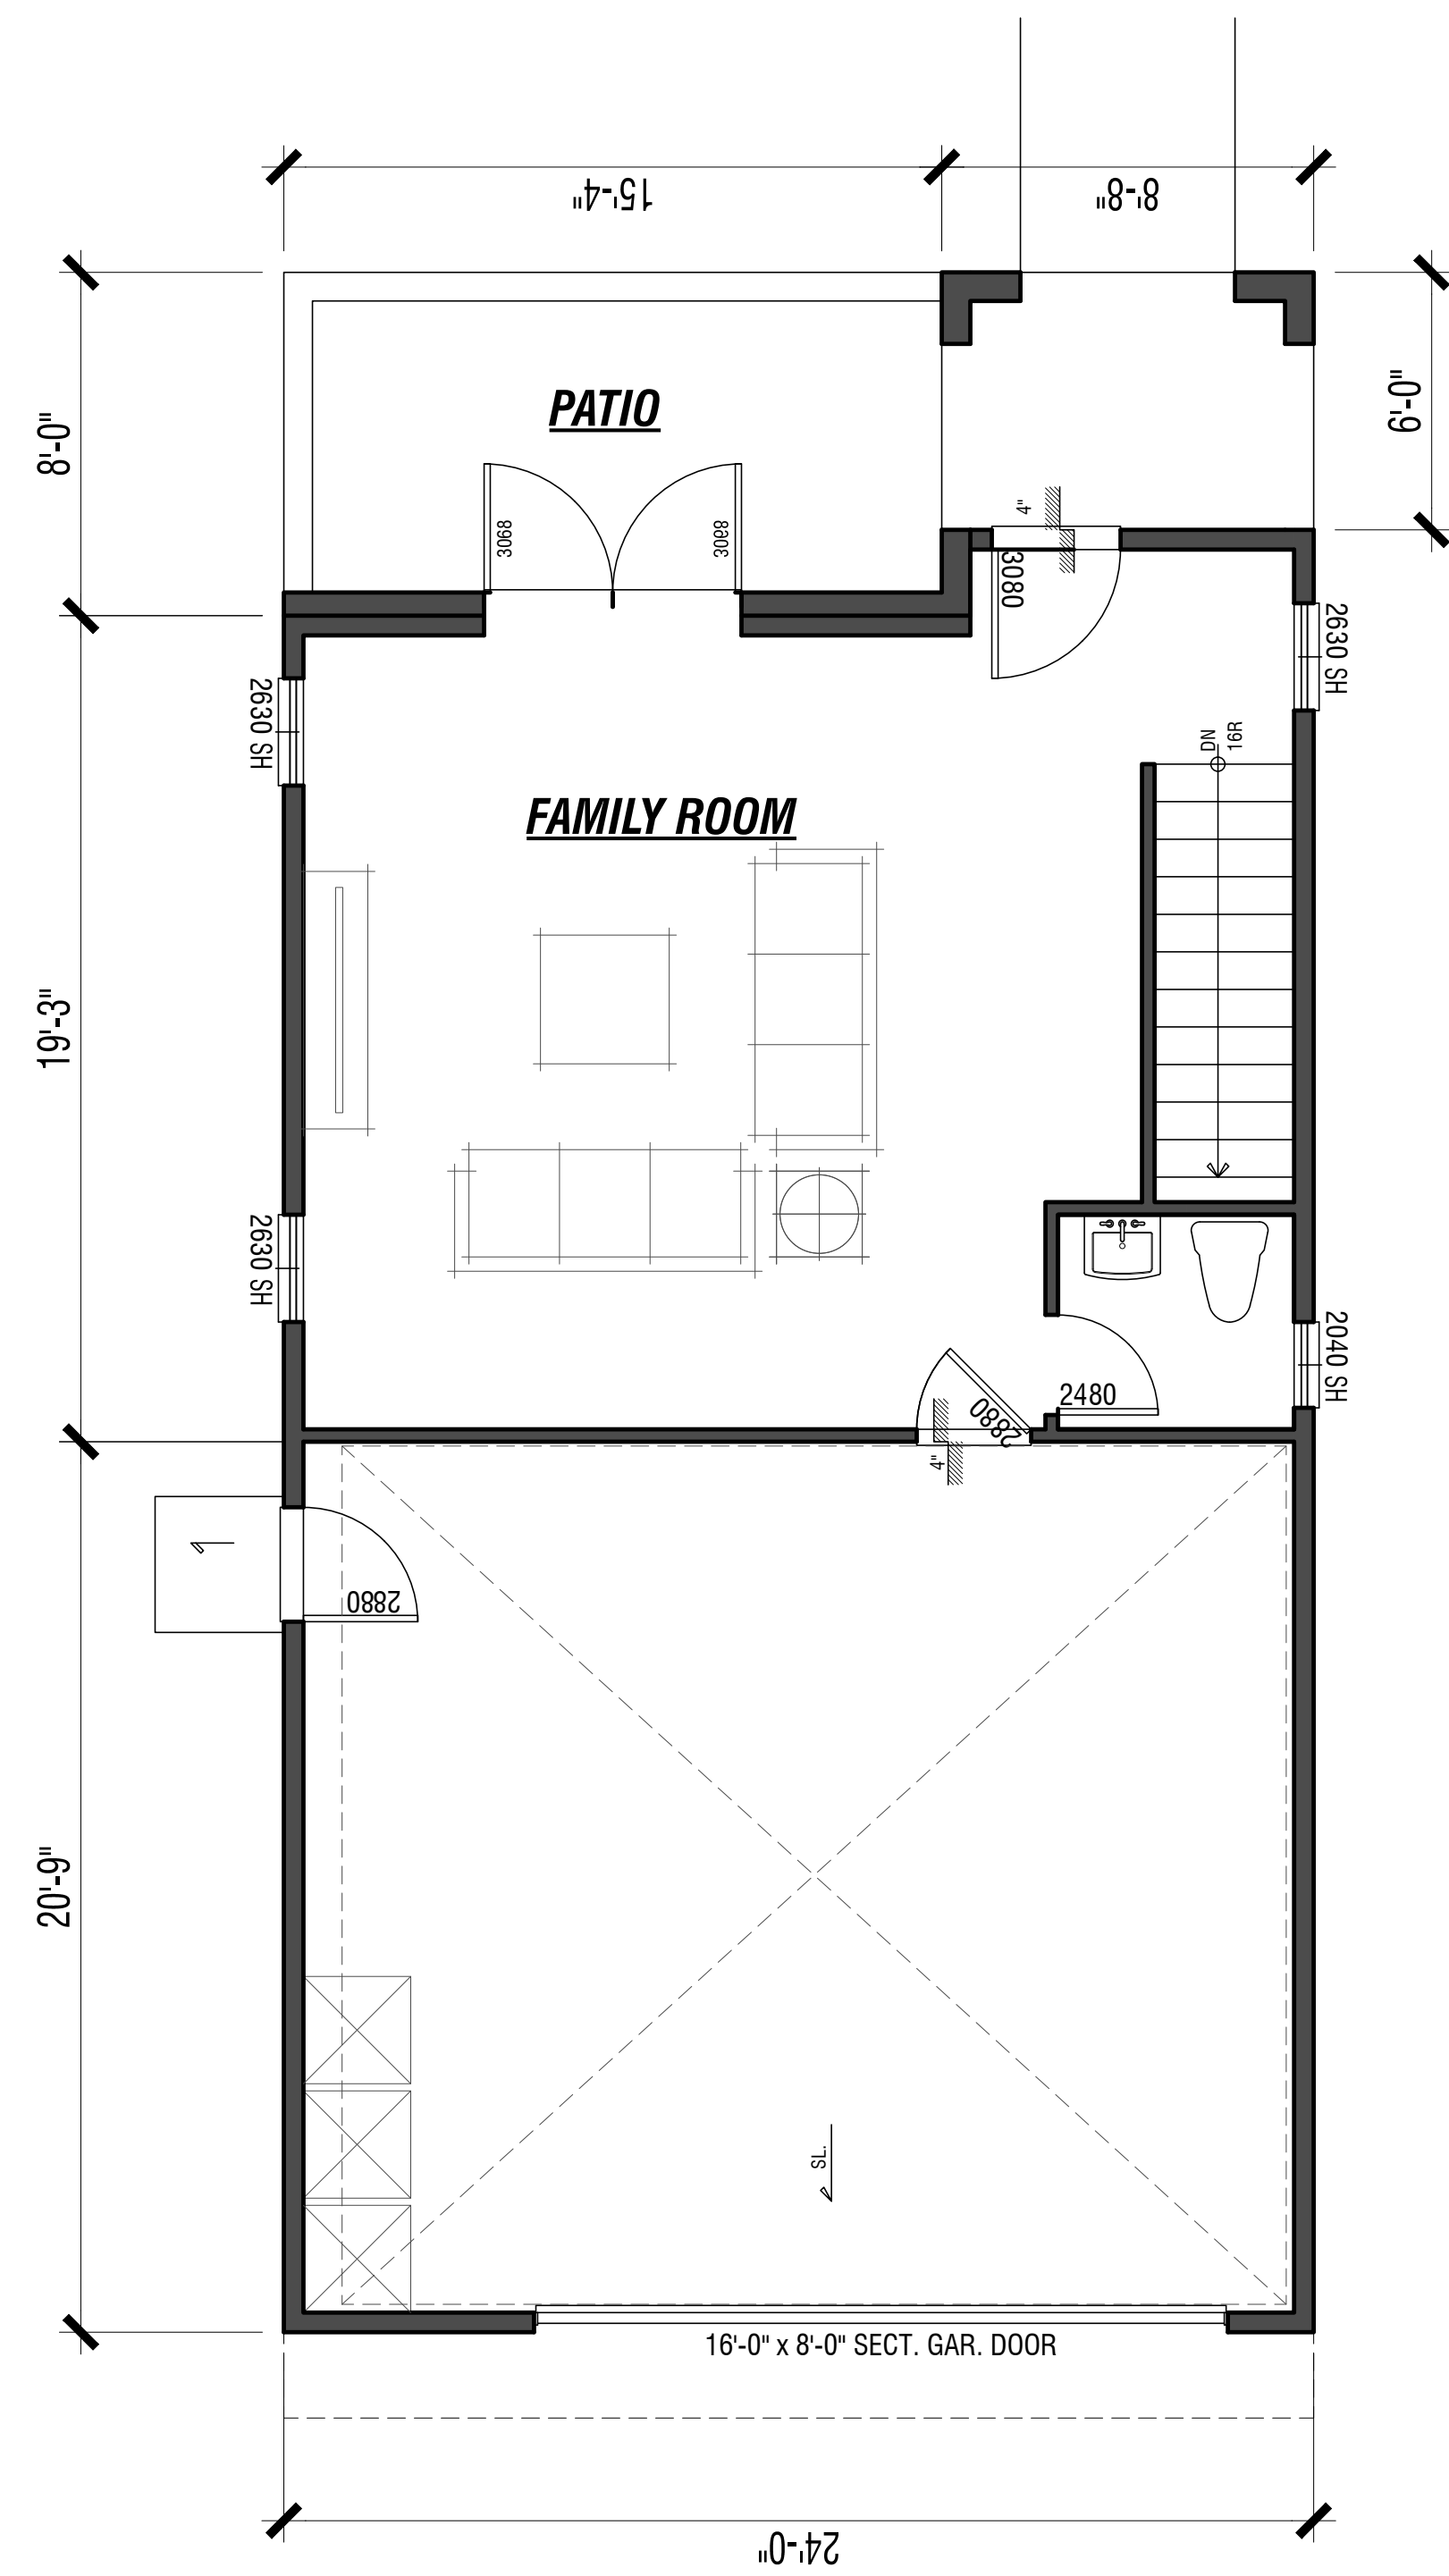 15'-4"
8'-8"
8'-0"
6'-0"
PATIO
3068
3068
4"
3080
2630 SH
2630 SH
DN
16R
FAMILY ROOM
19'-3"
2630 SH
2040 SH
2480
2880
4"
1
2880
20'-9"
SL.
16'-0" x 8'-0" SECT. GAR. DOOR
24'-0"